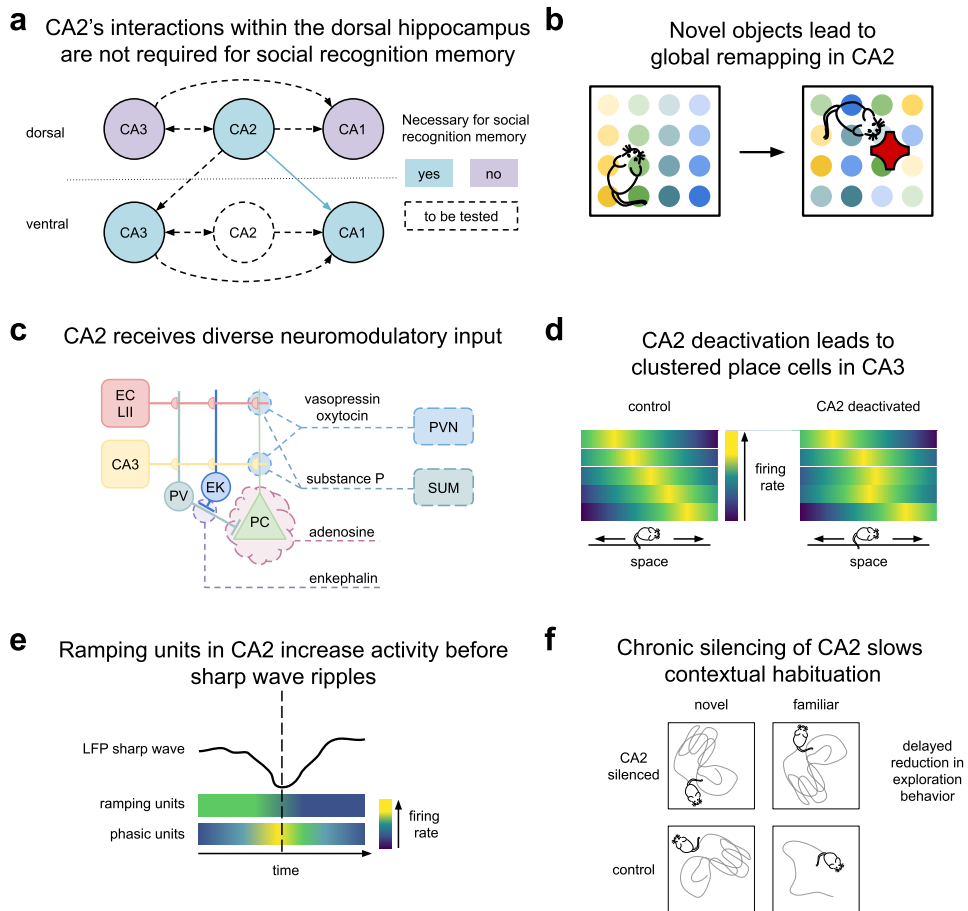 a
CA2’s interactions within the dorsal hippocampus
are not required for social recognition memory
dorsal
CA3
CA2
CA1
Necessary for social
recognition memory
yes
no
to be tested
ventral
CA3
CA2
CA1
b
Novel objects lead to
global remapping in CA2
c
CA2 receives diverse neuromodulatory input
EC
LII
CA3
PV
EK
PC
vasopressin
oxytocin
substance P
adenosine
enkephalin
PVN
SUM
d
CA2 deactivation leads to
clustered place cells in CA3
control
CA2 deactivated
firing
rate
space
space
e
Ramping units in CA2 increase activity before
sharp wave ripples
LFP sharp wave
ramping units
phasic units
firing
rate
time
f
Chronic silencing of CA2 slows
contextual habituation
novel
familiar
CA2
silenced
delayed
reduction in
exploration
behavior
control